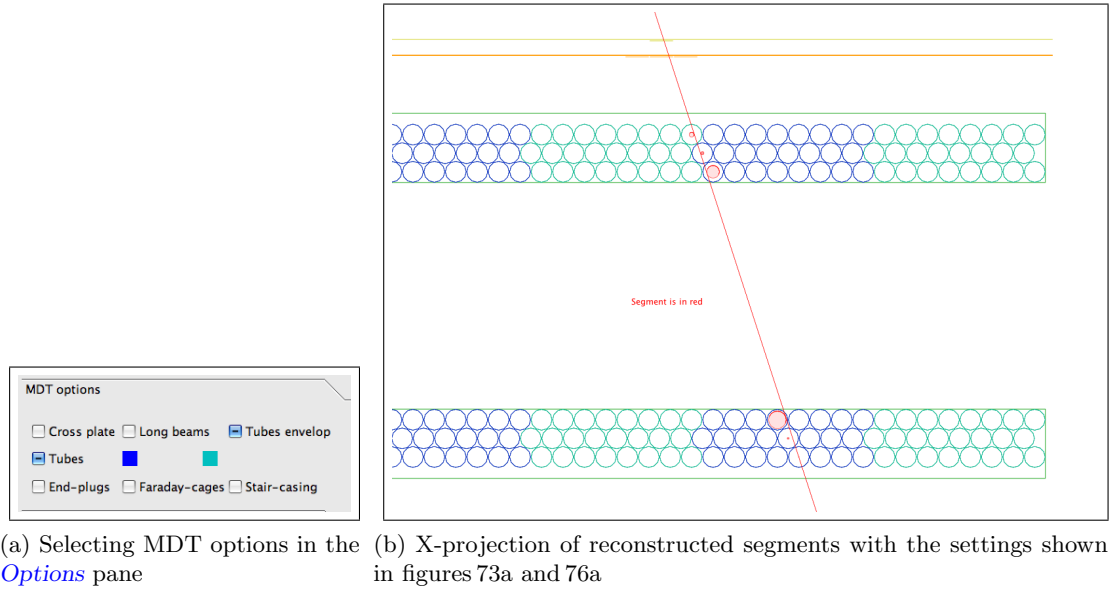 MDT options
Cross plate Long beams Tubes envelop
Tubes
End-plugs Faraday-cages Stair-casing
Segment is in red
(a) Selecting MDT options in the
Options pane
(b) X-projection of reconstructed segments with the settings shown
in figures 73a and 76a